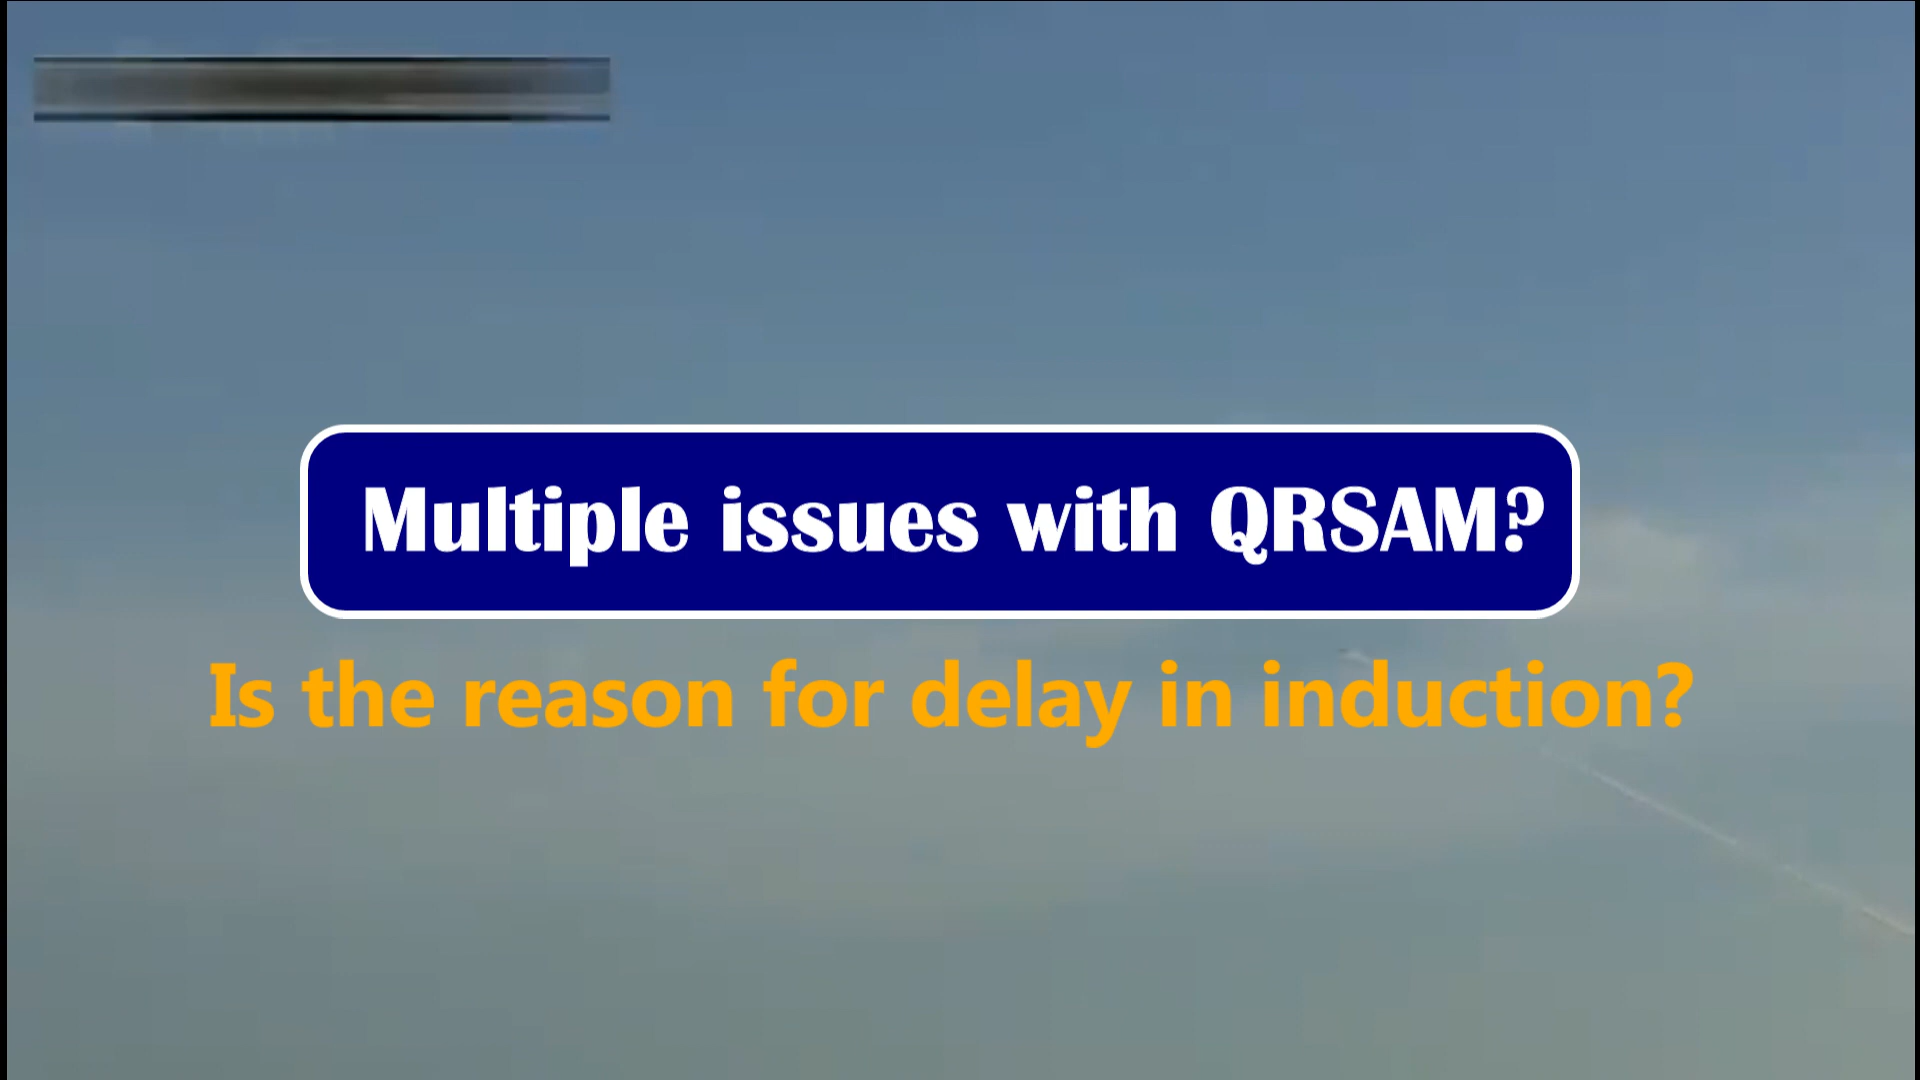 Multiple issues with QRSAM?
Is the reason for delay in induction?